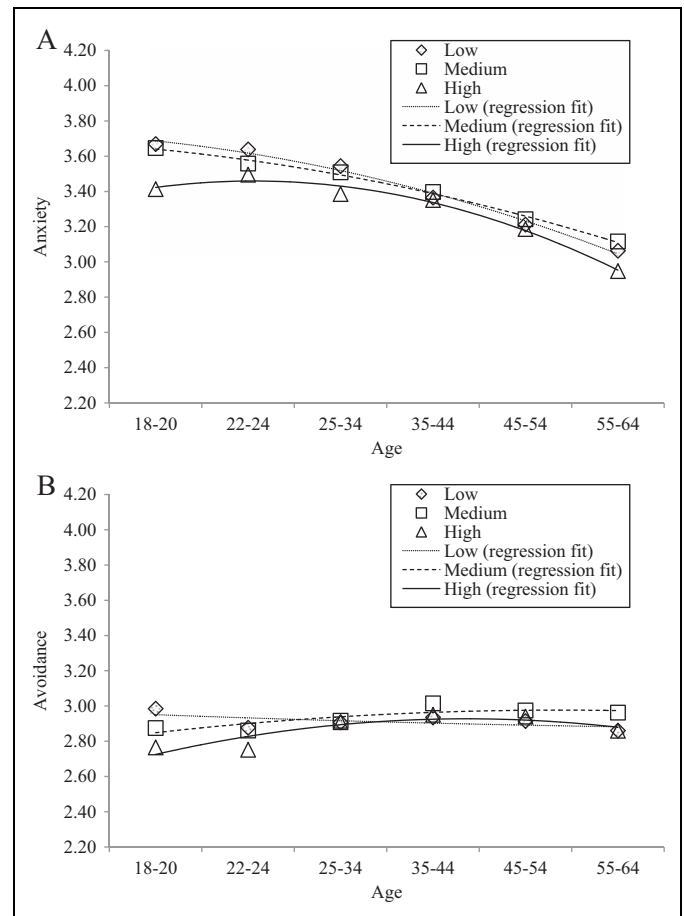 A
4.20
4.00
3.80
3.60
3.40
3.20
3.00
2.80
2.60
2.40
2.20
Anxiety
Low
Medium
High
Low (regression fit)
Medium (regression fit)
High (regression fit)
18-20 22-24 25-34 35-44 45-54 55-64
Age
B
4.20
4.00
3.80
3.60
3.40
3.20
3.00
2.80
2.60
2.40
2.20
Avoidance
Low
Medium
High
Low (regression fit)
Medium (regression fit)
High (regression fit)
18-20 22-24 25-34 35-44 45-54 55-64
Age